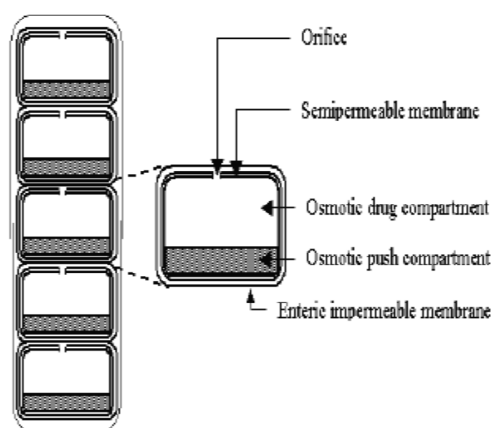 Orifice
Semipermeable membrane
Osmotic drug compartment
Osmotic push compartment
Enteric impermeable membrane